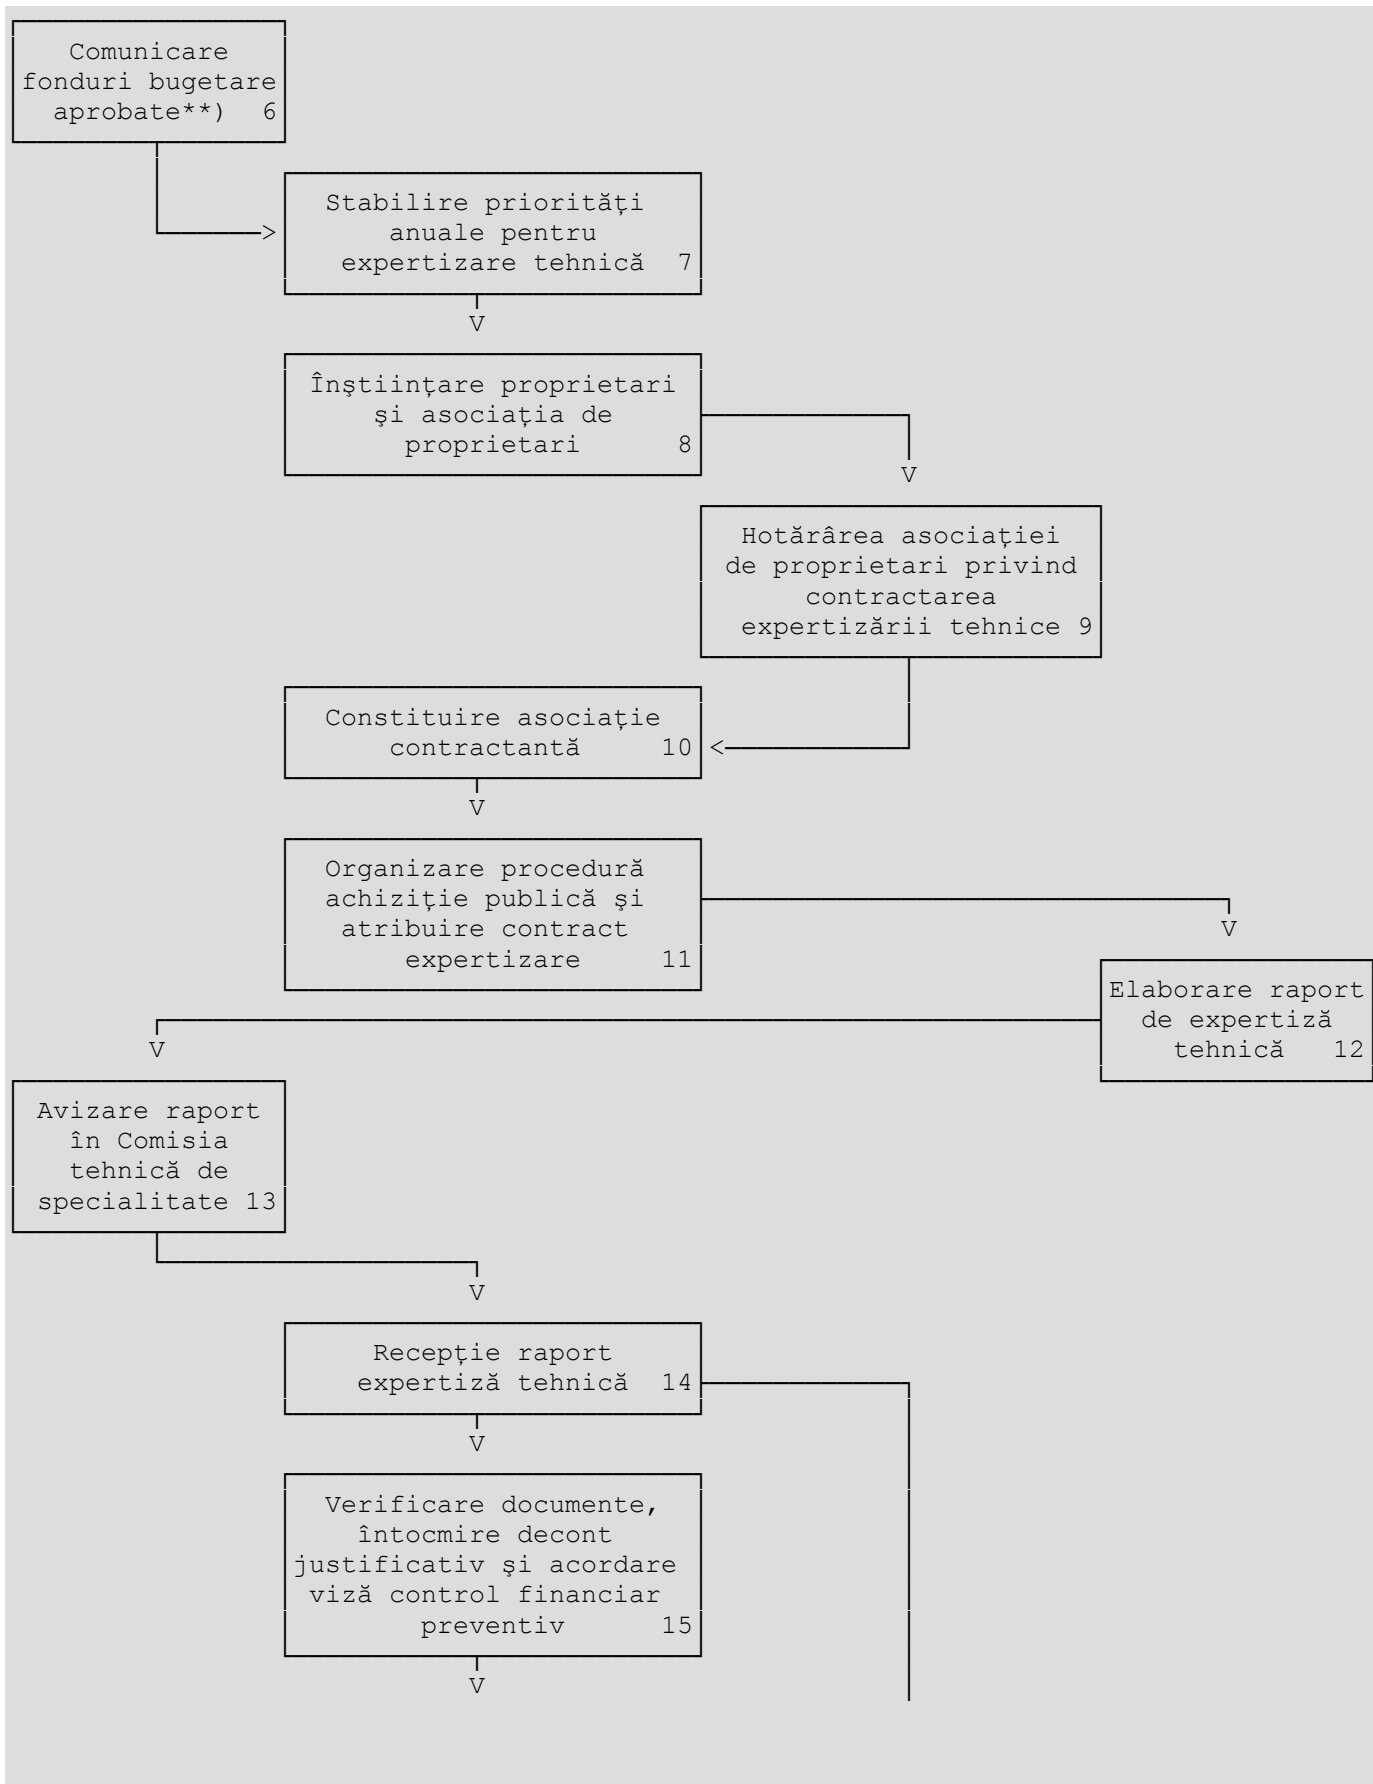 Comunicare
fonduri bugetare
aprobate**) 6
Stabilire priorităţi
anuale pentru
> expertizare tehnică 7
V
Înştiinţare proprietari
şi asociaţia de
proprietari 8
V
Hotărârea asociaţiei
de proprietari privind
contractarea
expertizării tehnice 9
Constituire asociaţie
contractantă 10 <
V
Organizare procedură
achiziţie publică şi
atribuire contract
expertizare 11
V
Elaborare raport
de expertiză
tehnică 12
V
Avizare raport
în Comisia
tehnică de
specialitate 13
V
Recepţie raport
expertiză tehnică 14
V
Verificare documente,
întocmire decont
justificativ şi acordare
viză control financiar
preventiv 15
V